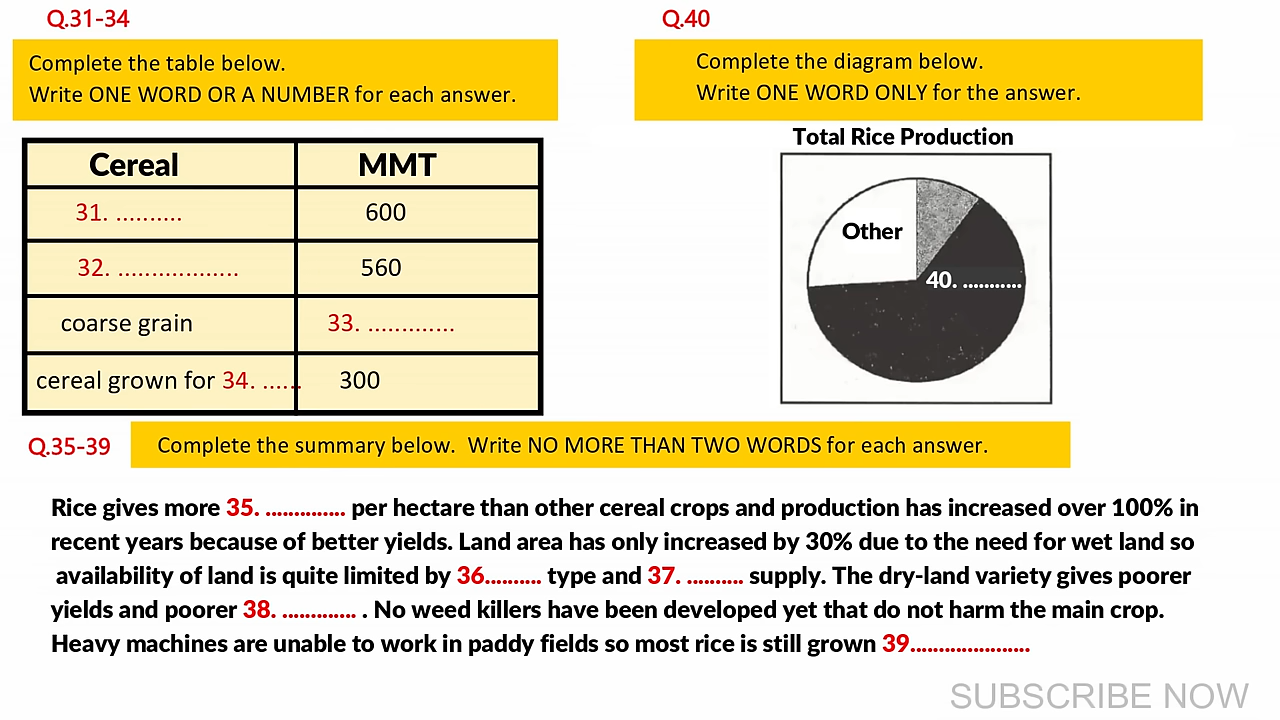 Q.31-34
Complete the table below.
Write ONE WORD OR A NUMBER for each answer.
Cereal MMT
31. .......... 600
32. .................. 560
coarse grain 33. .............
cereal grown for 34. ...... 300
Q.40
Complete the diagram below.
Write ONE WORD ONLY for the answer.
Total Rice Production
Other
40. ...........
Q.35-39
Complete the summary below. Write NO MORE THAN TWO WORDS for each answer.
Rice gives more 35. .............. per hectare than other cereal crops and production has increased over 100% in
recent years because of better yields. Land area has only increased by 30% due to the need for wet land so
availability of land is quite limited by 36.......... type and 37. .......... supply. The dry-land variety gives poorer
yields and poorer 38. ............. . No weed killers have been developed yet that do not harm the main crop.
Heavy machines are unable to work in paddy fields so most rice is still grown 39.....................
SUBSCRIBE NOW